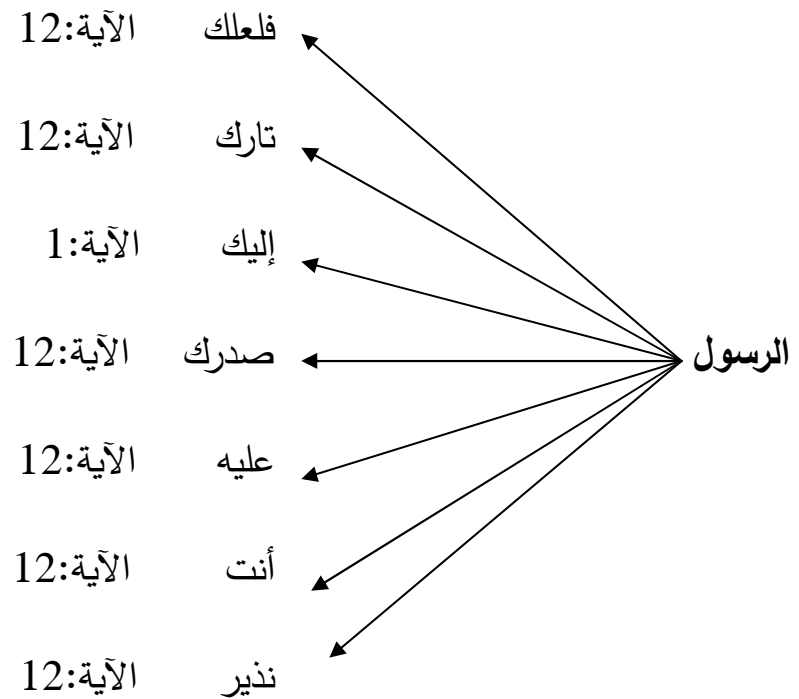 فلعلك الآية:12
تارك الآية:12
إليك الآية:1
صدرك الآية:12
الرسول
عليه الآية:12
أنت الآية:12
نذير الآية:12